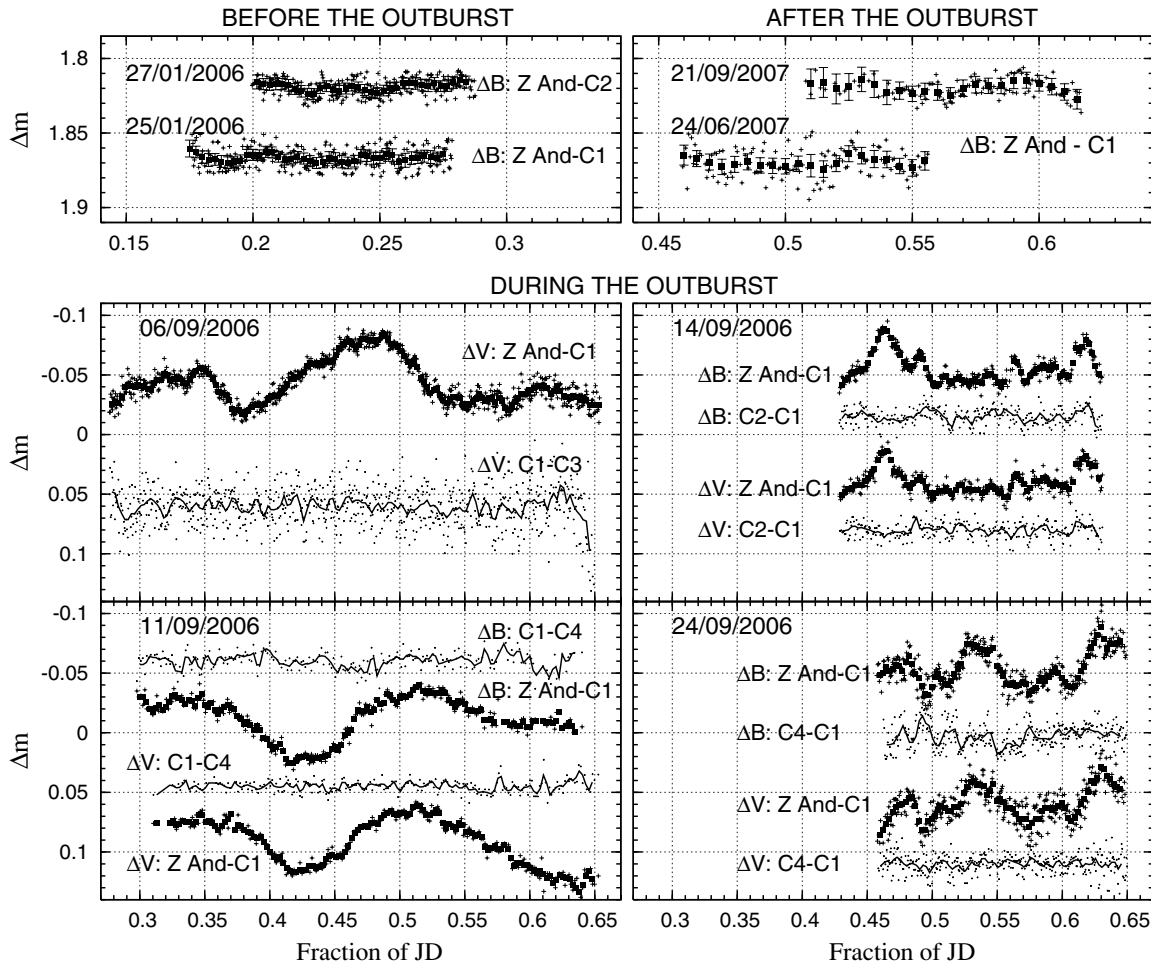 BEFORE THE OUTBURST
AFTER THE OUTBURST
1.8
1.85
1.9
Δm
27/01/2006
ΔB: Z And-C2
25/01/2006
ΔB: Z And-C1
0.15 0.2 0.25 0.3
21/09/2007
24/06/2007
ΔB: Z And - C1
0.45 0.5 0.55 0.6
DURING THE OUTBURST
-0.1
-0.05
0
0.05
0.1
Δm
06/09/2006
ΔV: Z And-C1
ΔV: C1-C3
14/09/2006
ΔB: Z And-C1
ΔB: C2-C1
ΔV: Z And-C1
ΔV: C2-C1
-0.1
-0.05
0
0.05
0.1
Δm
11/09/2006
ΔB: C1-C4
ΔB: Z And-C1
ΔV: C1-C4
ΔV: Z And-C1
0.3 0.35 0.4 0.45 0.5 0.55 0.6 0.65
Fraction of JD
24/09/2006
ΔB: Z And-C1
ΔB: C4-C1
ΔV: Z And-C1
ΔV: C4-C1
0.3 0.35 0.4 0.45 0.5 0.55 0.6 0.65
Fraction of JD